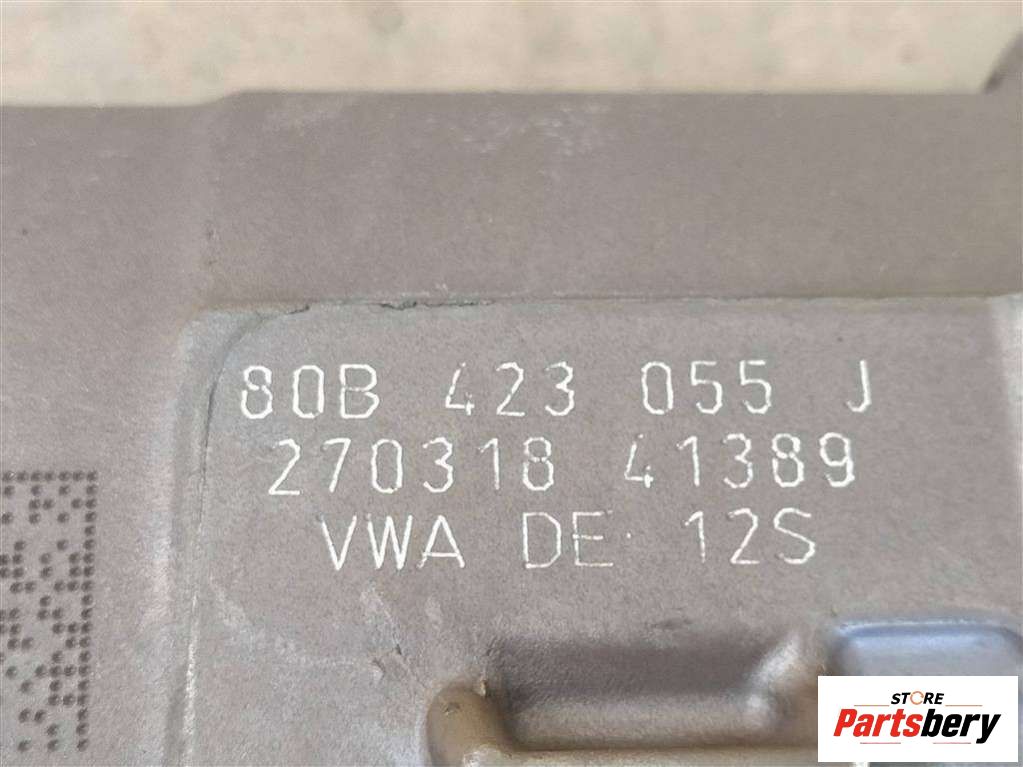 80B 423 055 J
270318 41389
VWA DE 12S
STORE
Partsbery